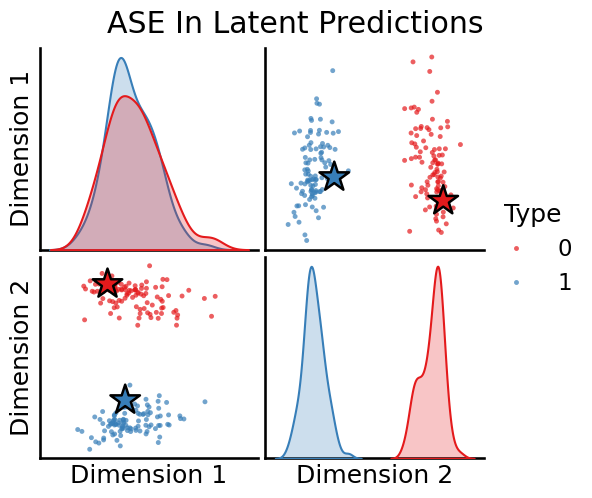 ASE In Latent Predictions
Dimension 1
Type
0
1
Dimension 2
Dimension 1
Dimension 2